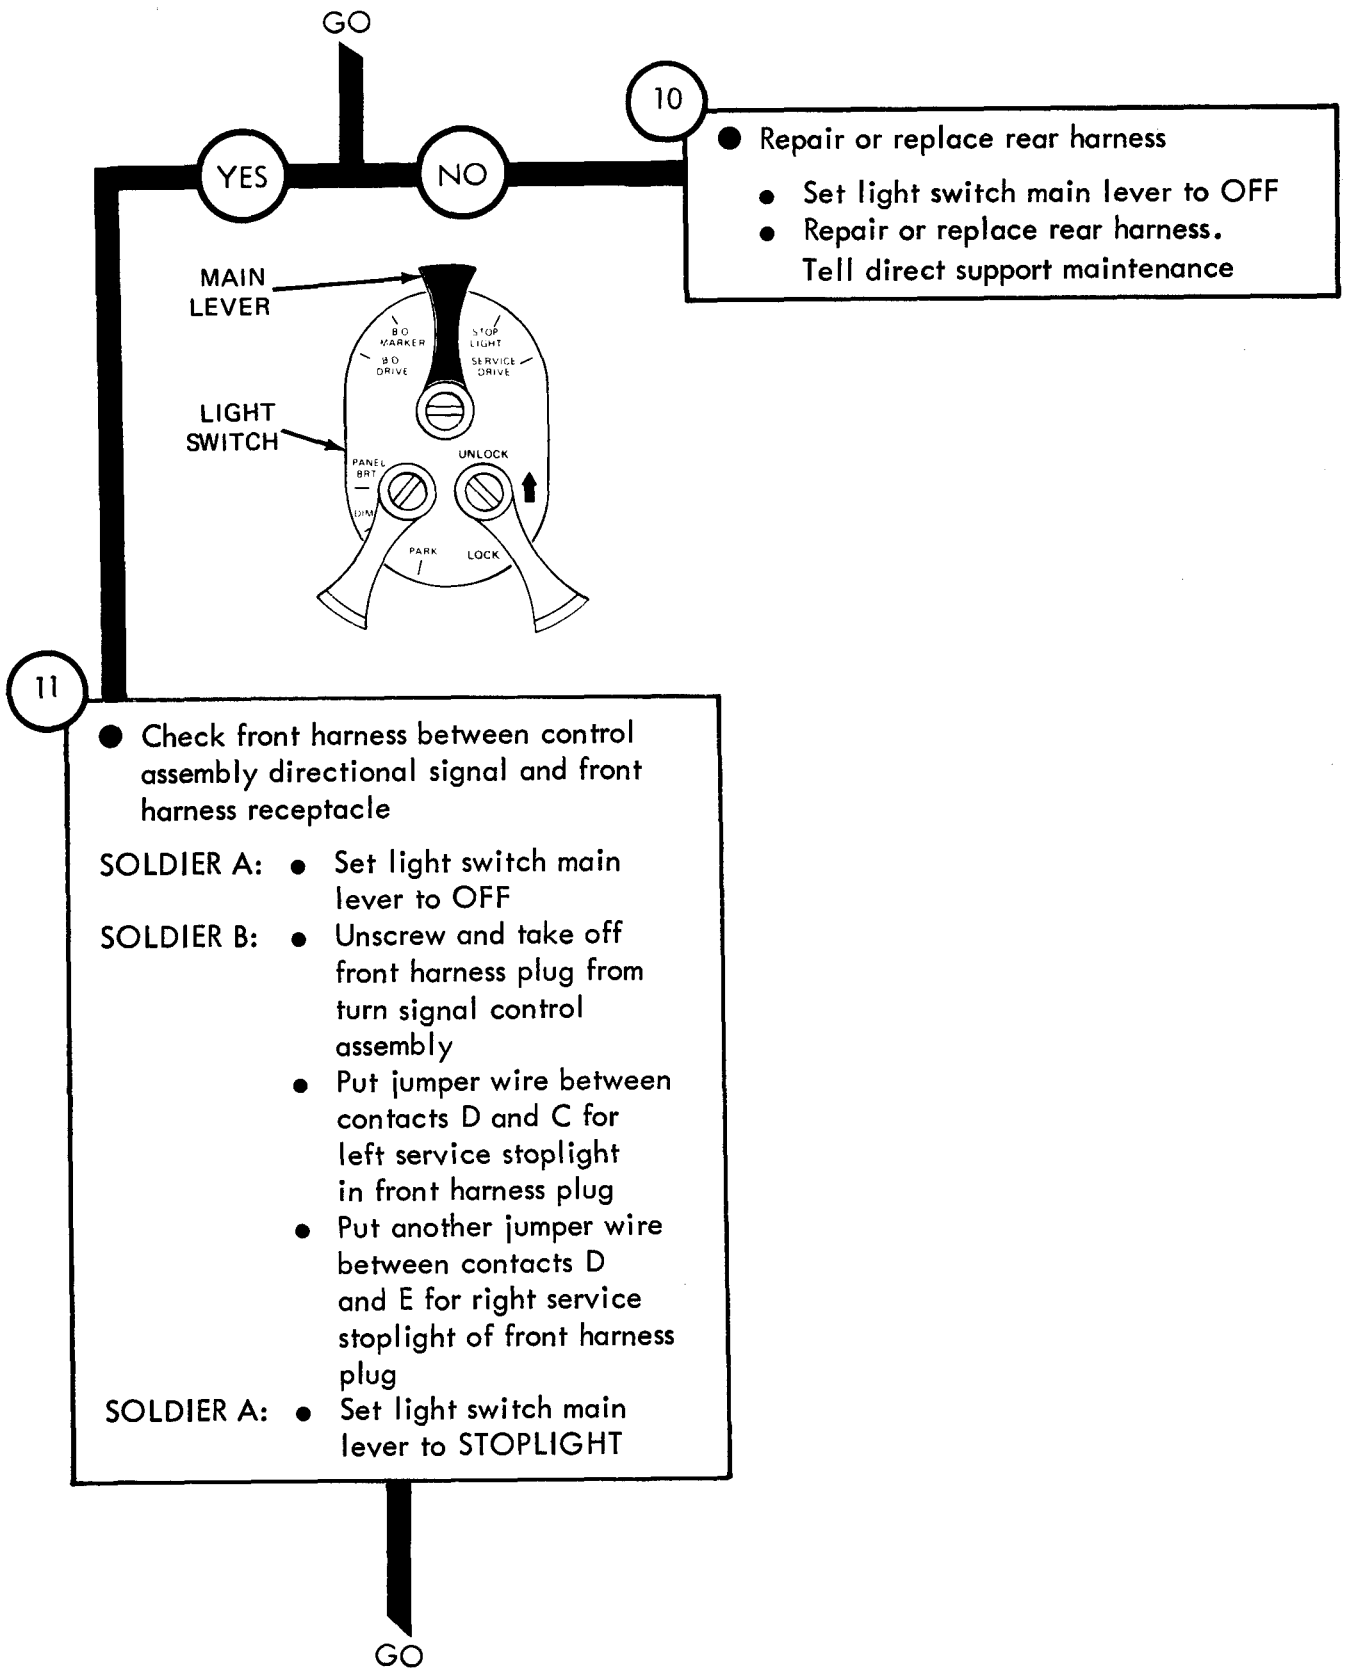 GO
YES
NO
10
● Repair or replace rear harness
● Set light switch main lever to OFF
● Repair or replace rear harness.
Tell direct support maintenance
MAIN
LEVER
B O
MARKER
B O
DRIVE
STOP
LIGHT
SERVICE
DRIVE
LIGHT
SWITCH
PANEL
BRT
DIM
UNLOCK
PARK
LOCK
11
● Check front harness between control
assembly directional signal and front
harness receptacle
SOLDIER A: ● Set light switch main
lever to OFF
SOLDIER B: ● Unscrew and take off
front harness plug from
turn signal control
assembly
● Put jumper wire between
contacts D and C for
left service stoplight
in front harness plug
● Put another jumper wire
between contacts D
and E for right service
stoplight of front harness
plug
SOLDIER A: ● Set light switch main
lever to STOPLIGHT
GO